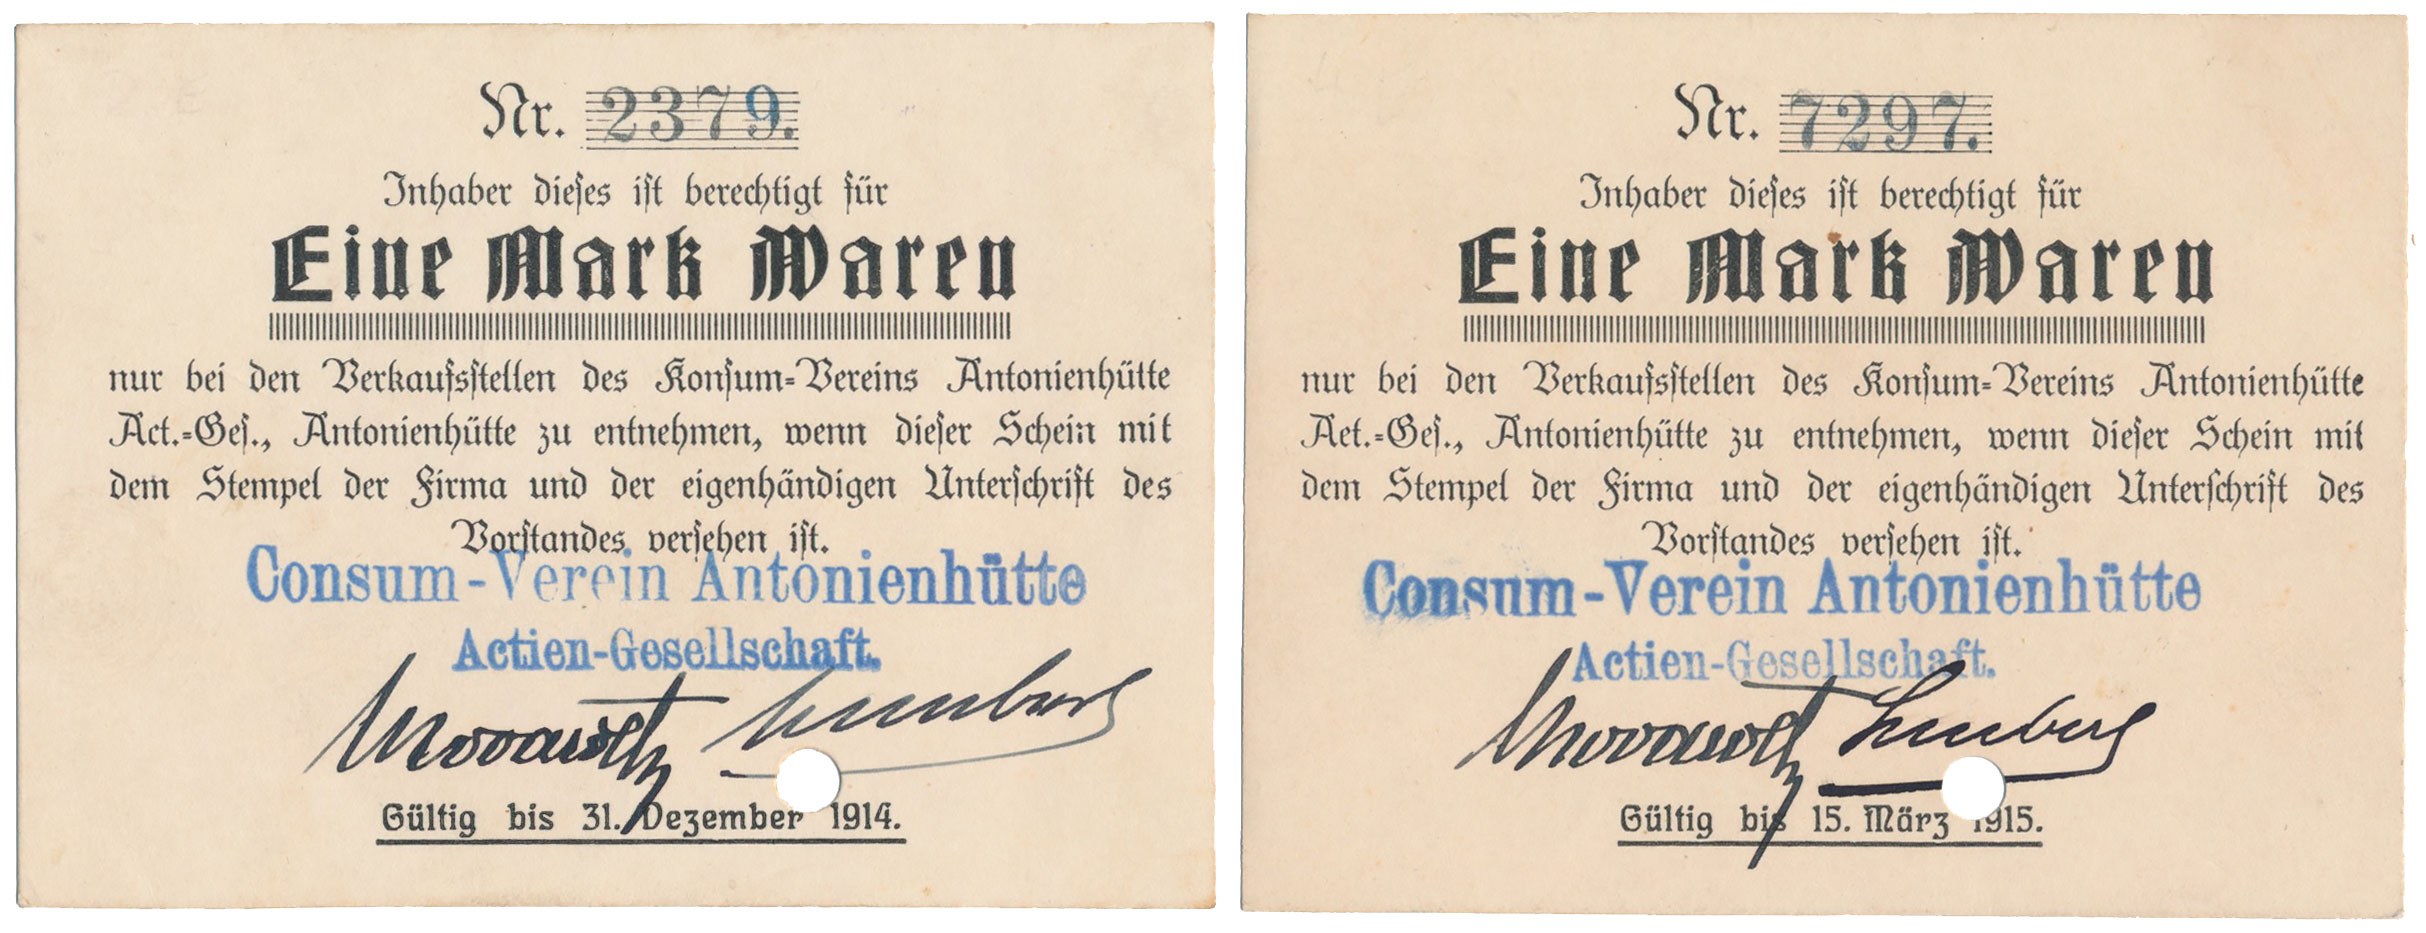 Nr. 2379.
Inhaber dieses ist berechtigt für
Eine Mark Waren
nur bei den Verkaufsstellen des Konsum=Vereins Antonienhütte
Act.=Ges., Antonienhütte zu entnehmen, wenn dieser Schein mit
dem Stempel der Firma und der eigenhändigen Unterschrift des
Vorstandes versehen ist.
Consum-Verein Antonienhütte
Actien-Gesellschaft.
Gültig bis 31. Dezember 1914.
Nr. 7297.
Inhaber dieses ist berechtigt für
Eine Mark Waren
nur bei den Verkaufsstellen des Konsum=Vereins Antonienhütte
Act.=Ges., Antonienhütte zu entnehmen, wenn dieser Schein mit
dem Stempel der Firma und der eigenhändigen Unterschrift des
Vorstandes versehen ist.
Consum-Verein Antonienhütte
Actien-Gesellschaft.
Gültig bis 15. März 1915.